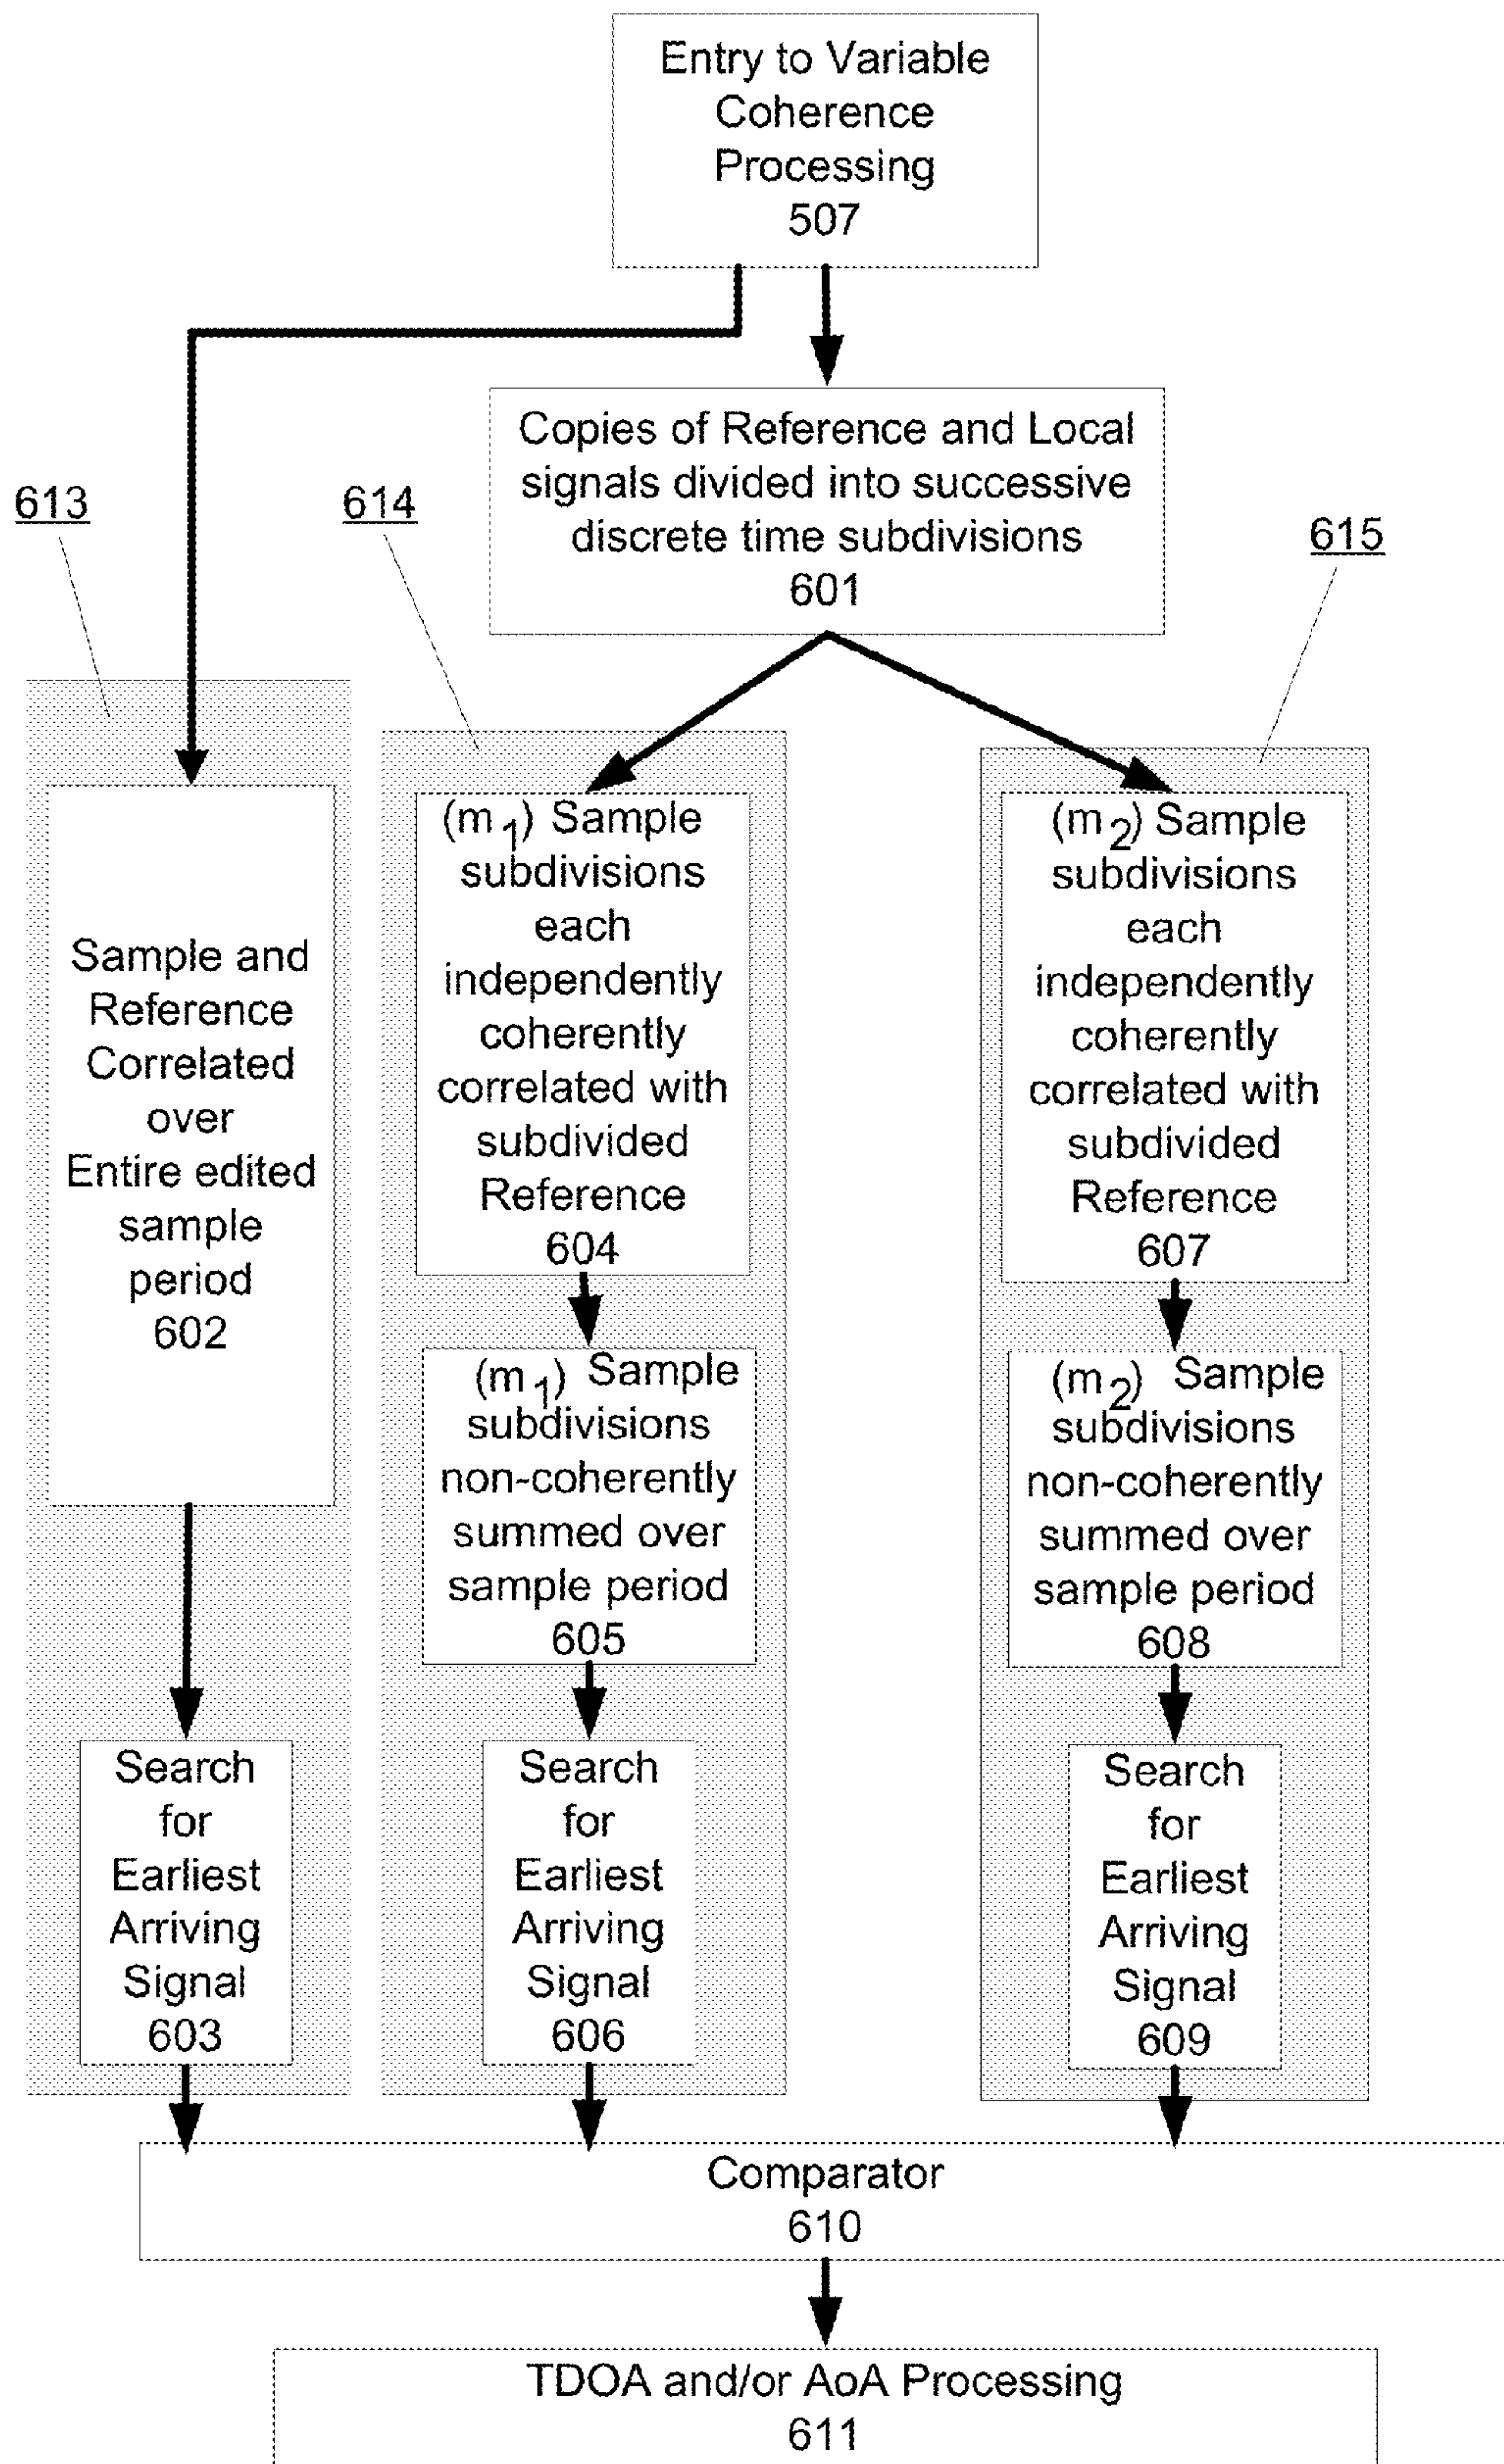 Entry to Variable
Coherence
Processing
507
Copies of Reference and Local
signals divided into successive
discrete time subdivisions
601
613
614
615
Sample and
Reference
Correlated
over
Entire edited
sample
period
602
(m1) Sample
subdivisions
each
independently
coherently
correlated with
subdivided
Reference
604
(m2) Sample
subdivisions
each
independently
coherently
correlated with
subdivided
Reference
607
(m1) Sample
subdivisions
non-coherently
summed over
sample period
605
(m2) Sample
subdivisions
non-coherently
summed over
sample period
608
Search
for
Earliest
Arriving
Signal
603
Search
for
Earliest
Arriving
Signal
606
Search
for
Earliest
Arriving
Signal
609
Comparator
610
TDOA and/or AoA Processing
611